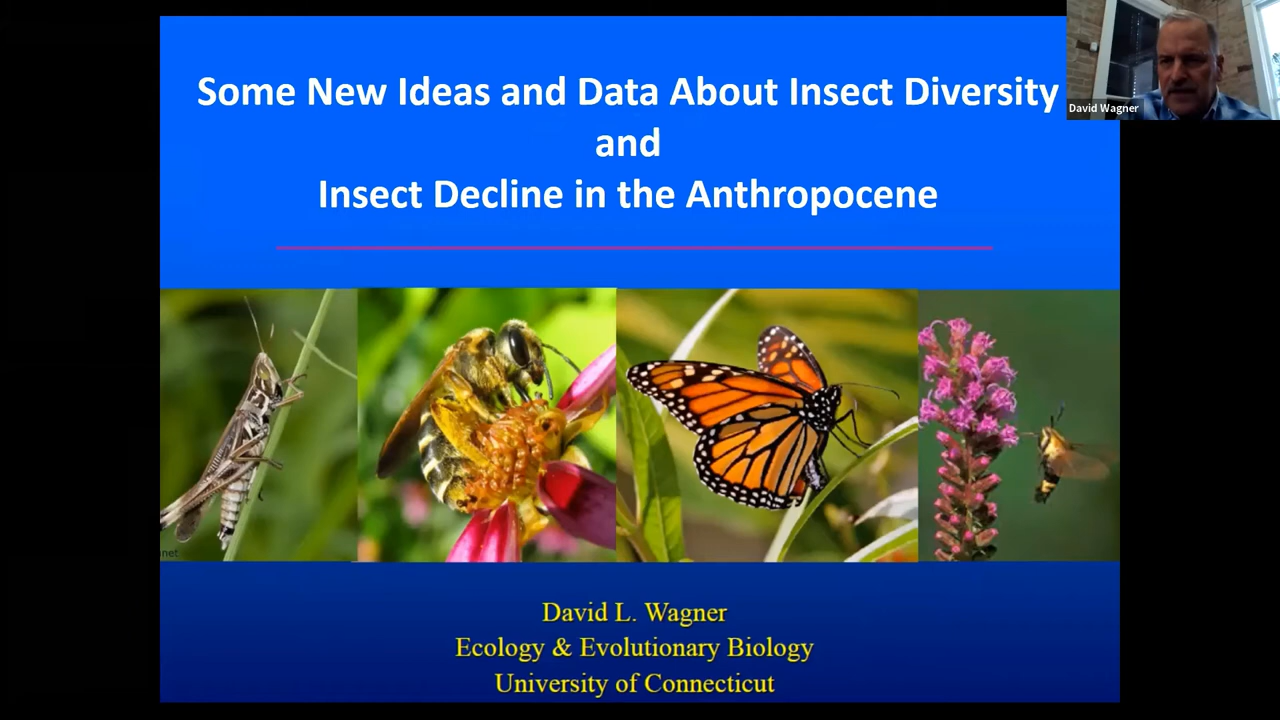 Some New Ideas and Data About Insect Diversity
and
Insect Decline in the Anthropocene
David Wagner
net
David L. Wagner
Ecology & Evolutionary Biology
University of Connecticut